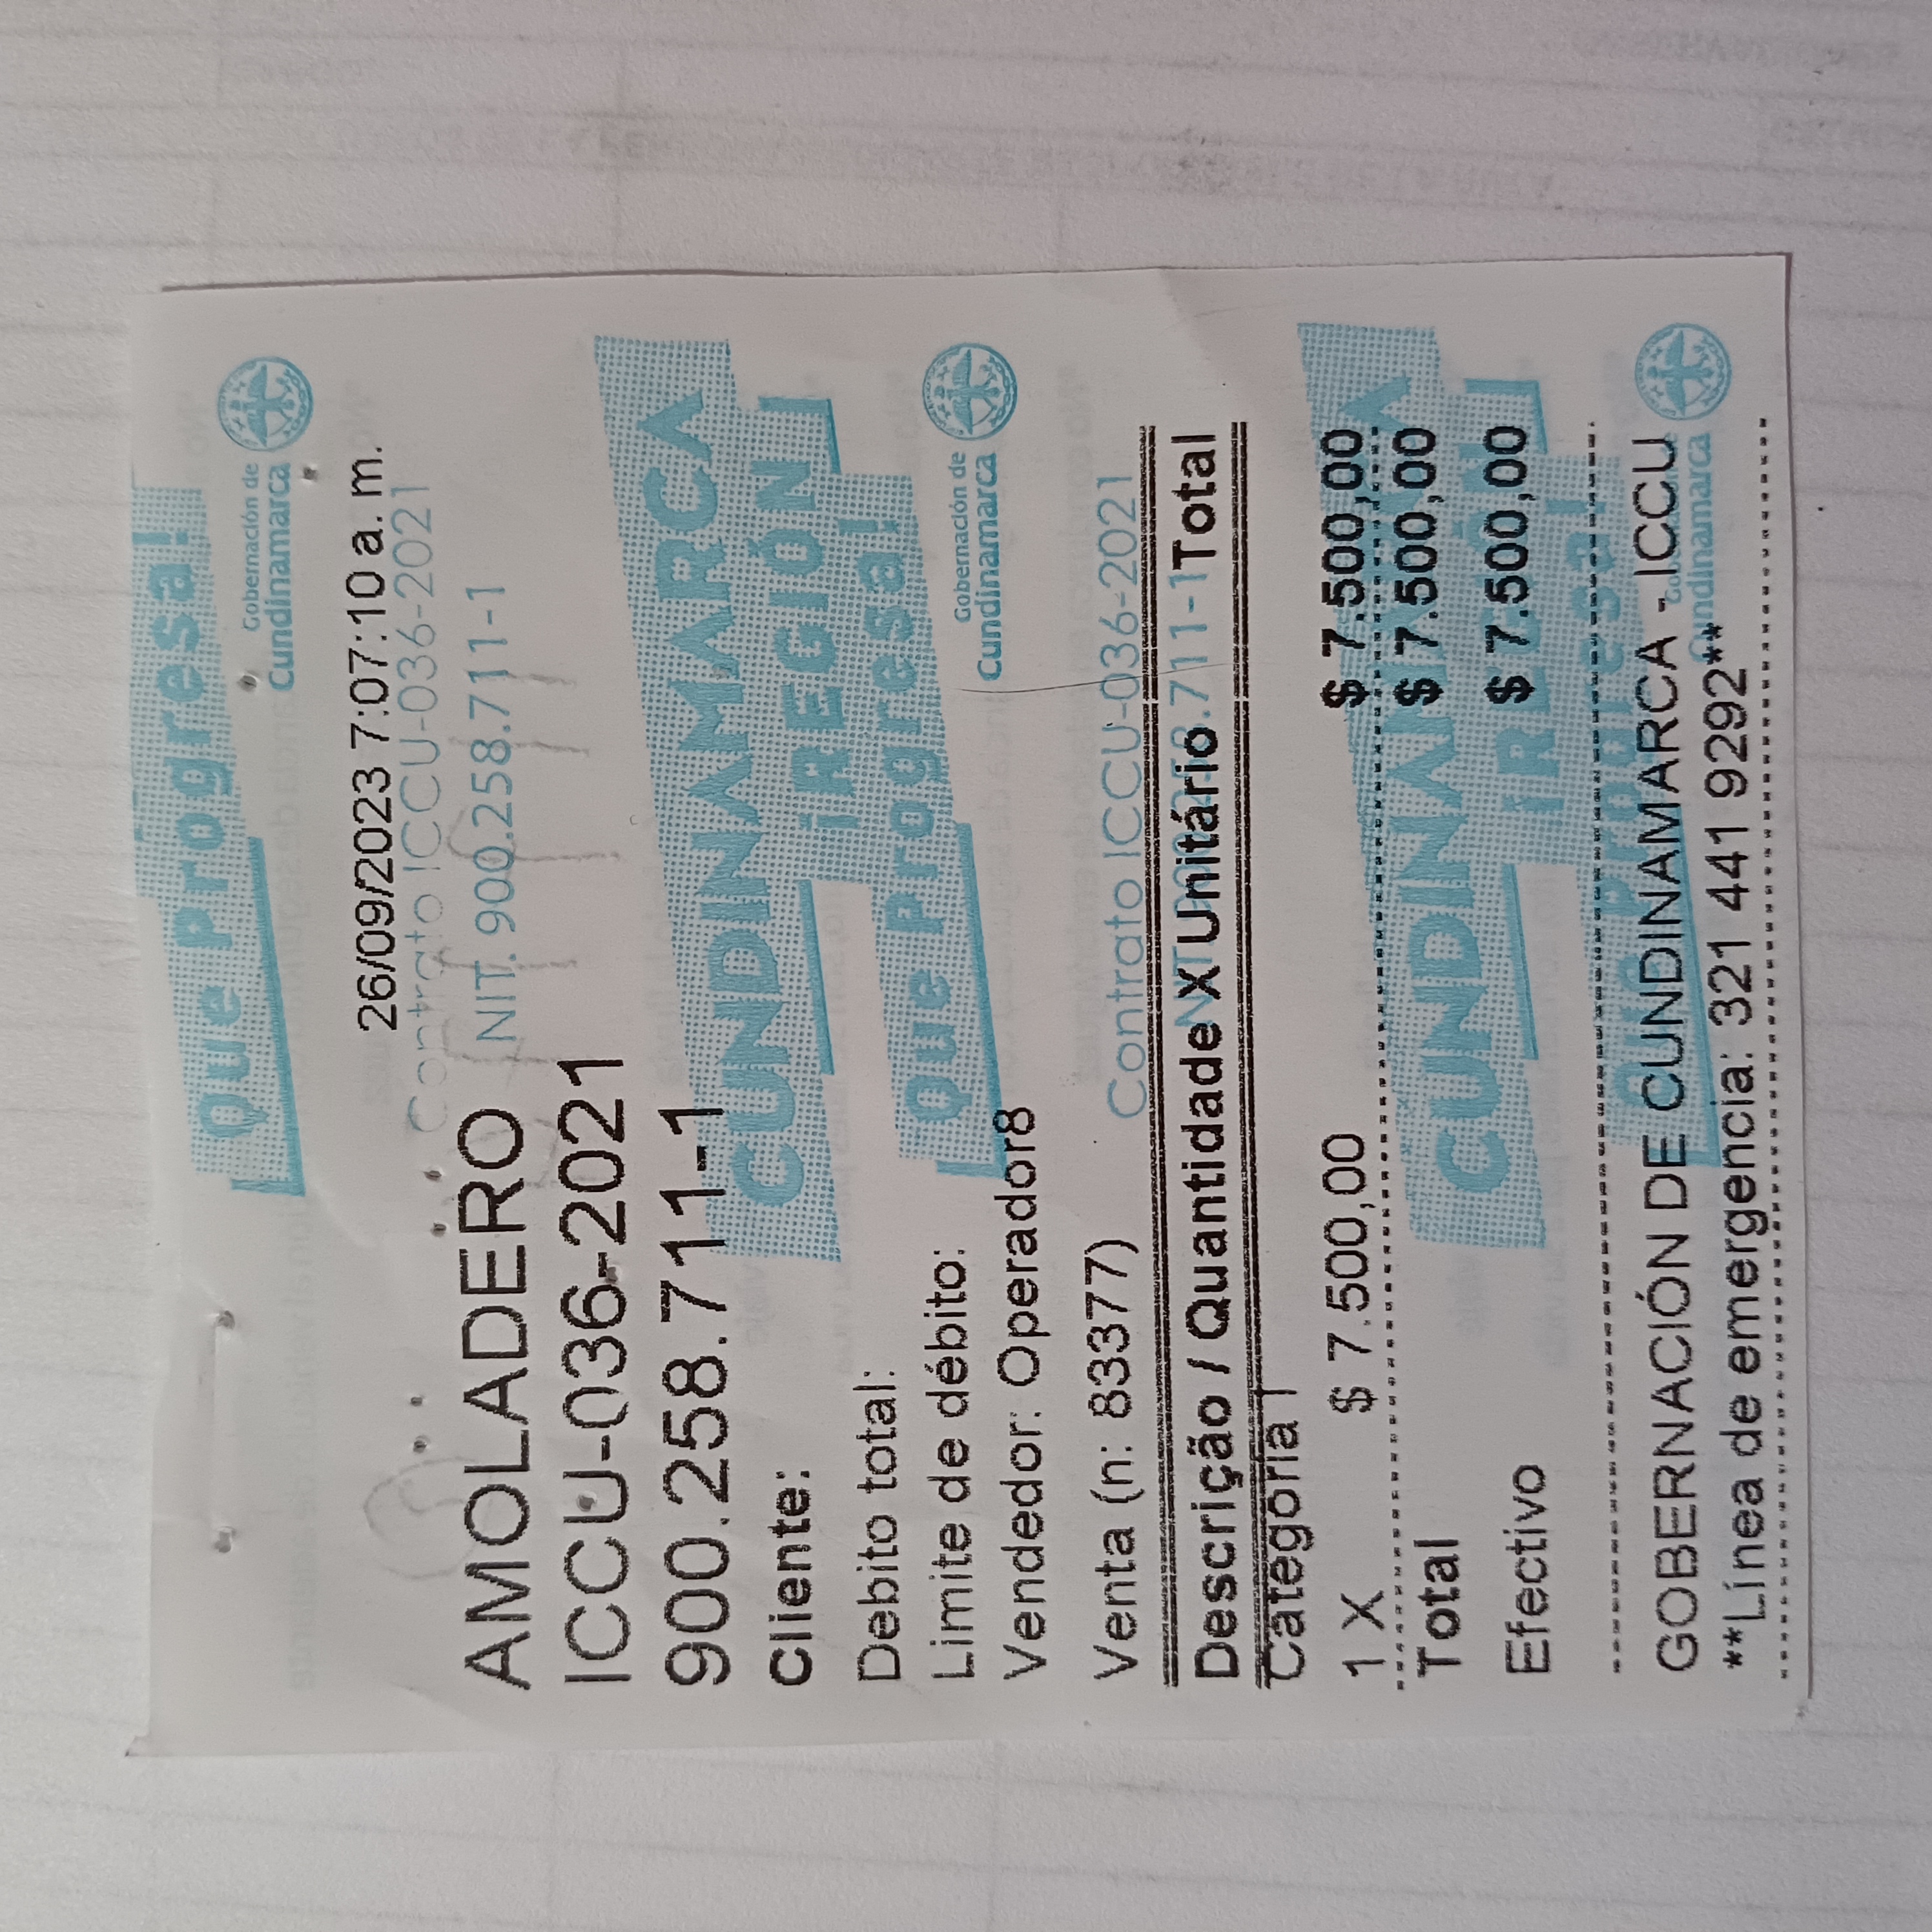 Que Progresa!
Gobernación de
Cundinamarca
26/09/2023 7:07:10 a. m.
Contrato ICCU-036-2021
AMOLADERO
NIT. 900.258.711-1
ICCU-036-2021
900.258.711-1
CUNDINAMARCA
¡REGIÓN
Que Progresa!
Gobernación de
Cundinamarca
Cliente:
Debito total:
Limite de débito:
Vendedor: Operador8
Venta (n: 83377)
Contrato ICCU-036-2021
Descrição / Quantidade X Unitário Total
Categoria I
1 X $ 7.500,00 $ 7.500,00
Total $ 7.500,00
Efectivo $ 7.500,00
GOBERNACIÓN DE CUNDINAMARCA - ICCU
Cundinamarca
**Línea de emergencia: 321 441 9292**